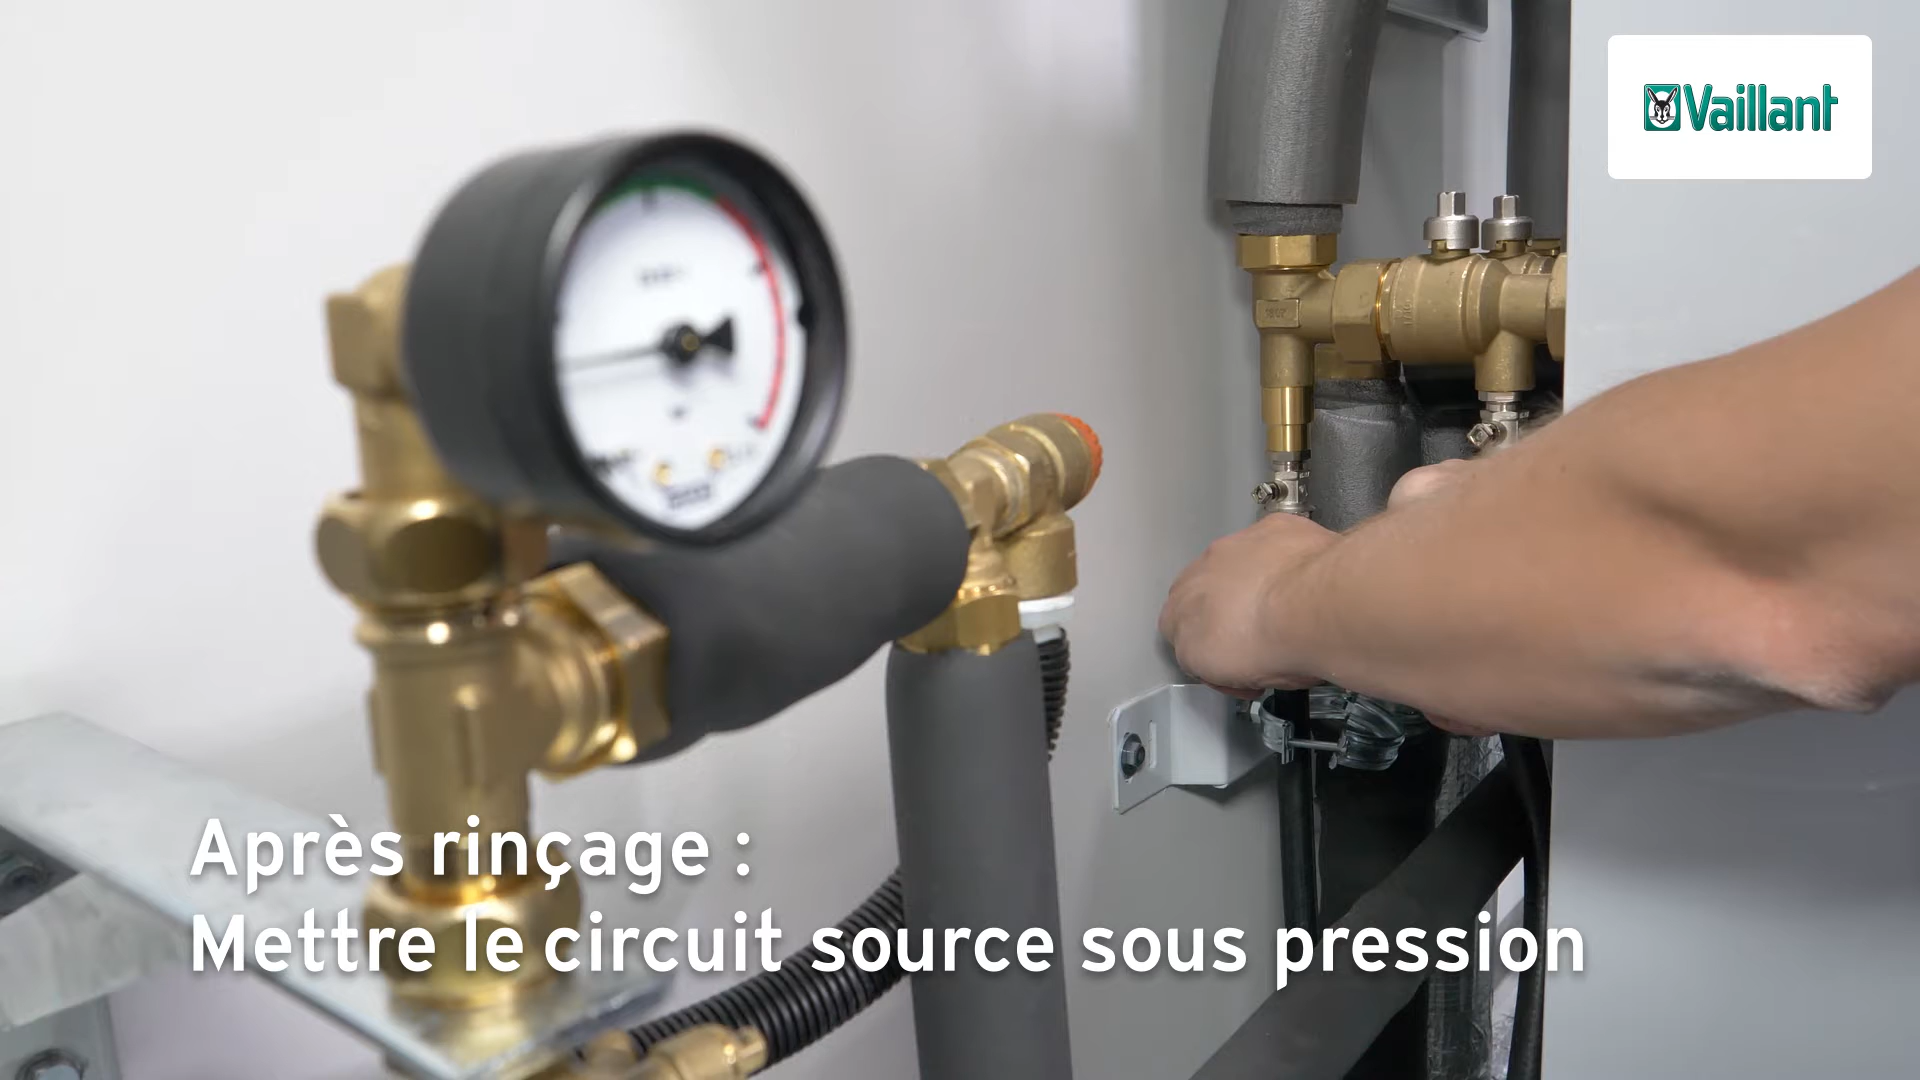 Vaillant
Après rinçage :
Mettre le circuit source sous pression